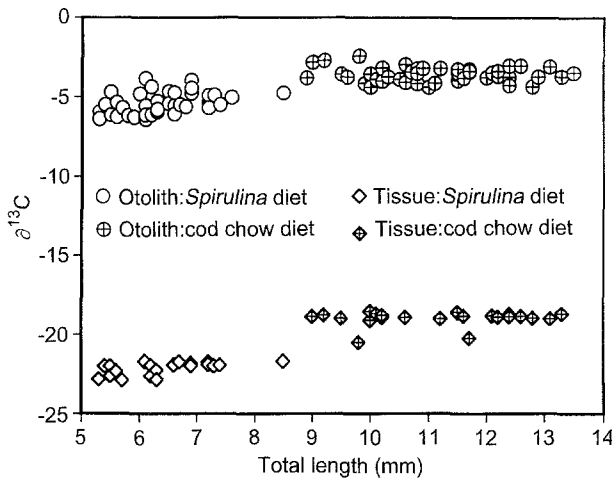 0
-5
-10
-15
-20
-25
∂13C
Otolith:Spirulina diet
Tissue:Spirulina diet
Otolith:cod chow diet
Tissue:cod chow diet
5 6 7 8 9 10 11 12 13 14
Total length (mm)